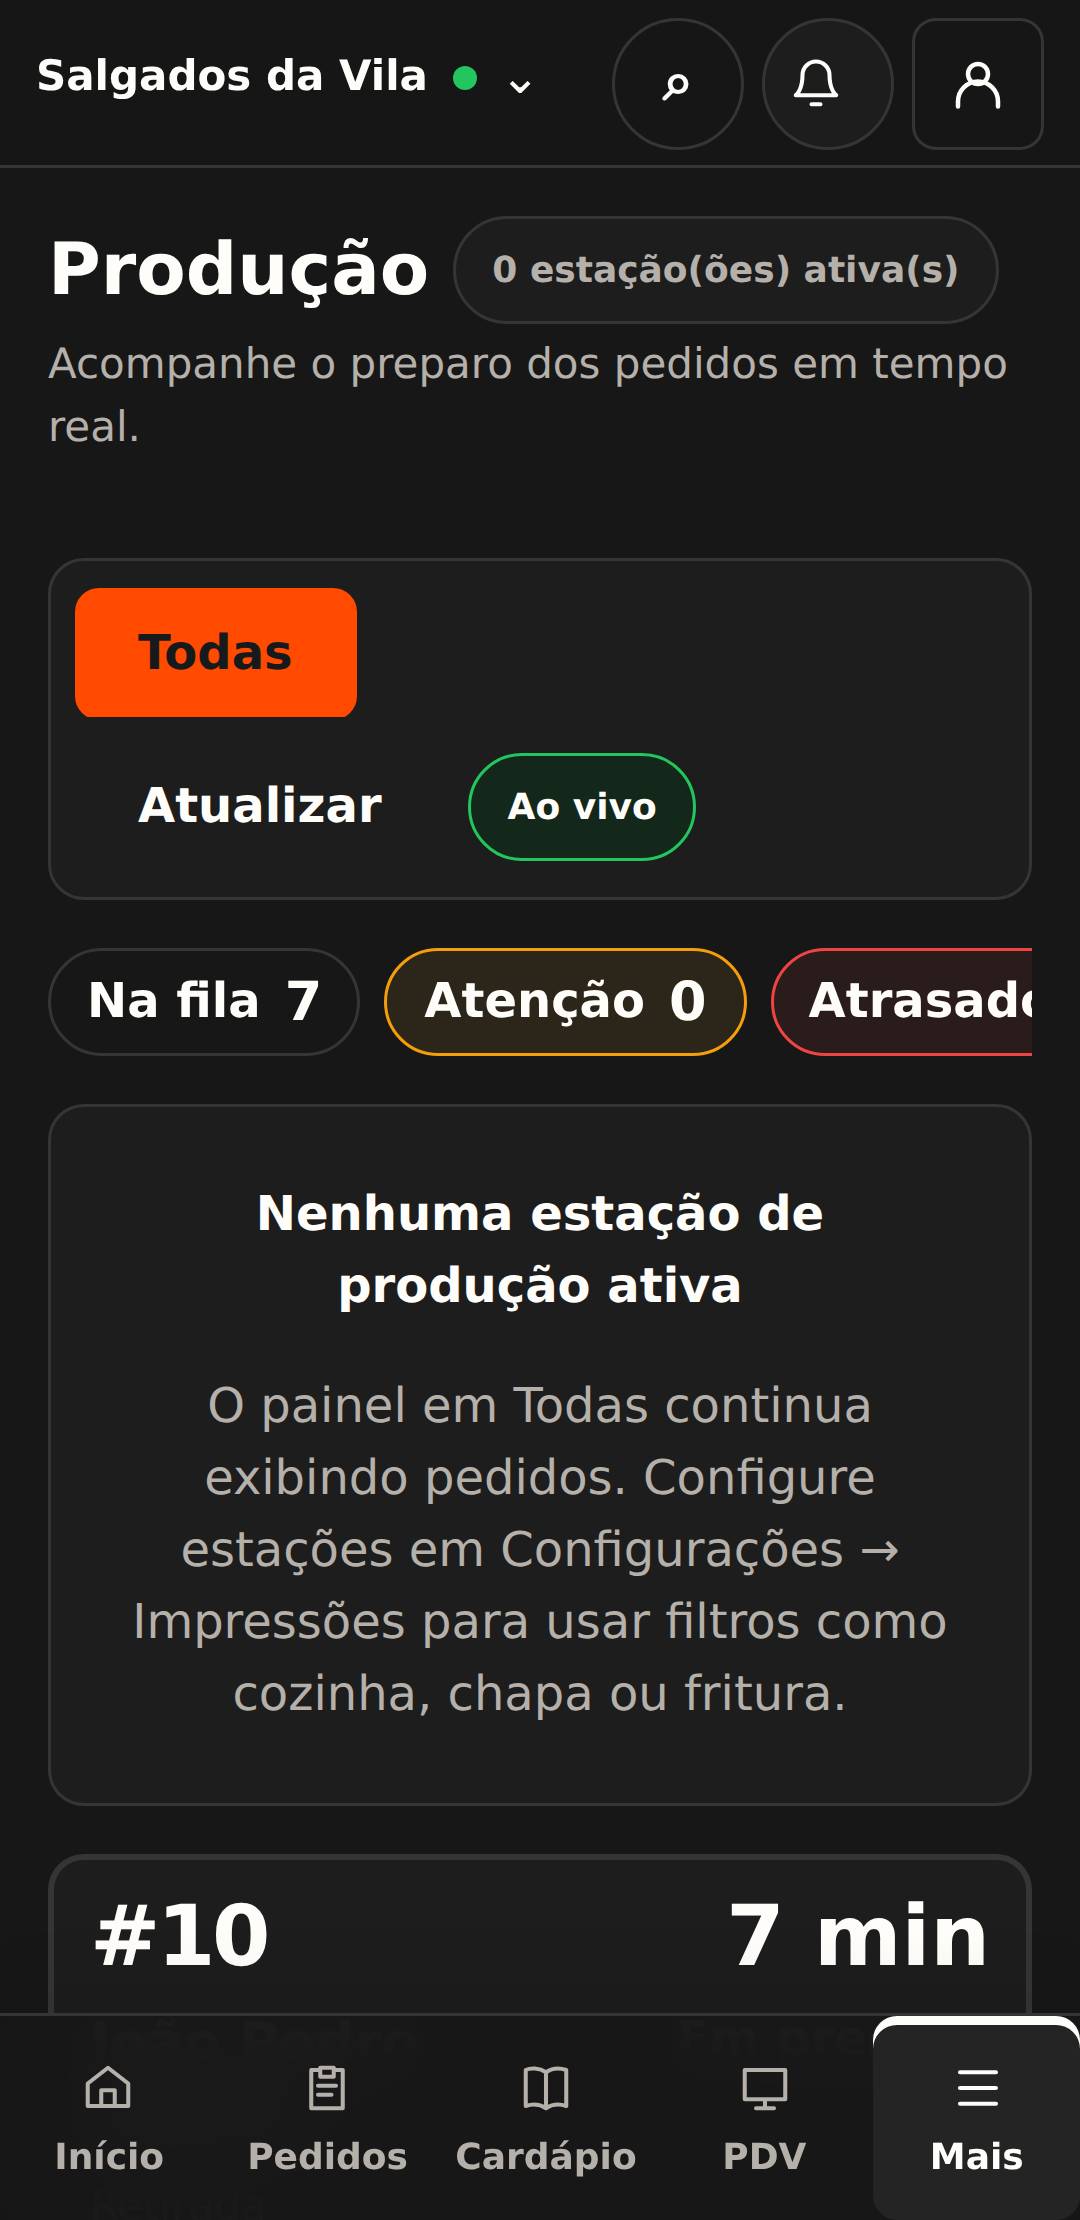 Salgados da Vila
Produção
0 estação(ões) ativa(s)
Acompanhe o preparo dos pedidos em tempo
real.
Todas
Atualizar
Ao vivo
Na fila 7
Atenção 0
Nenhuma estação de
produção ativa
O painel em Todas continua
exibindo pedidos. Configure
estações em Configurações →
Impressões para usar filtros como
cozinha, chapa ou fritura.
#10
7 min
João Pedro
Início
Pedidos
Cardápio
PDV
Mais